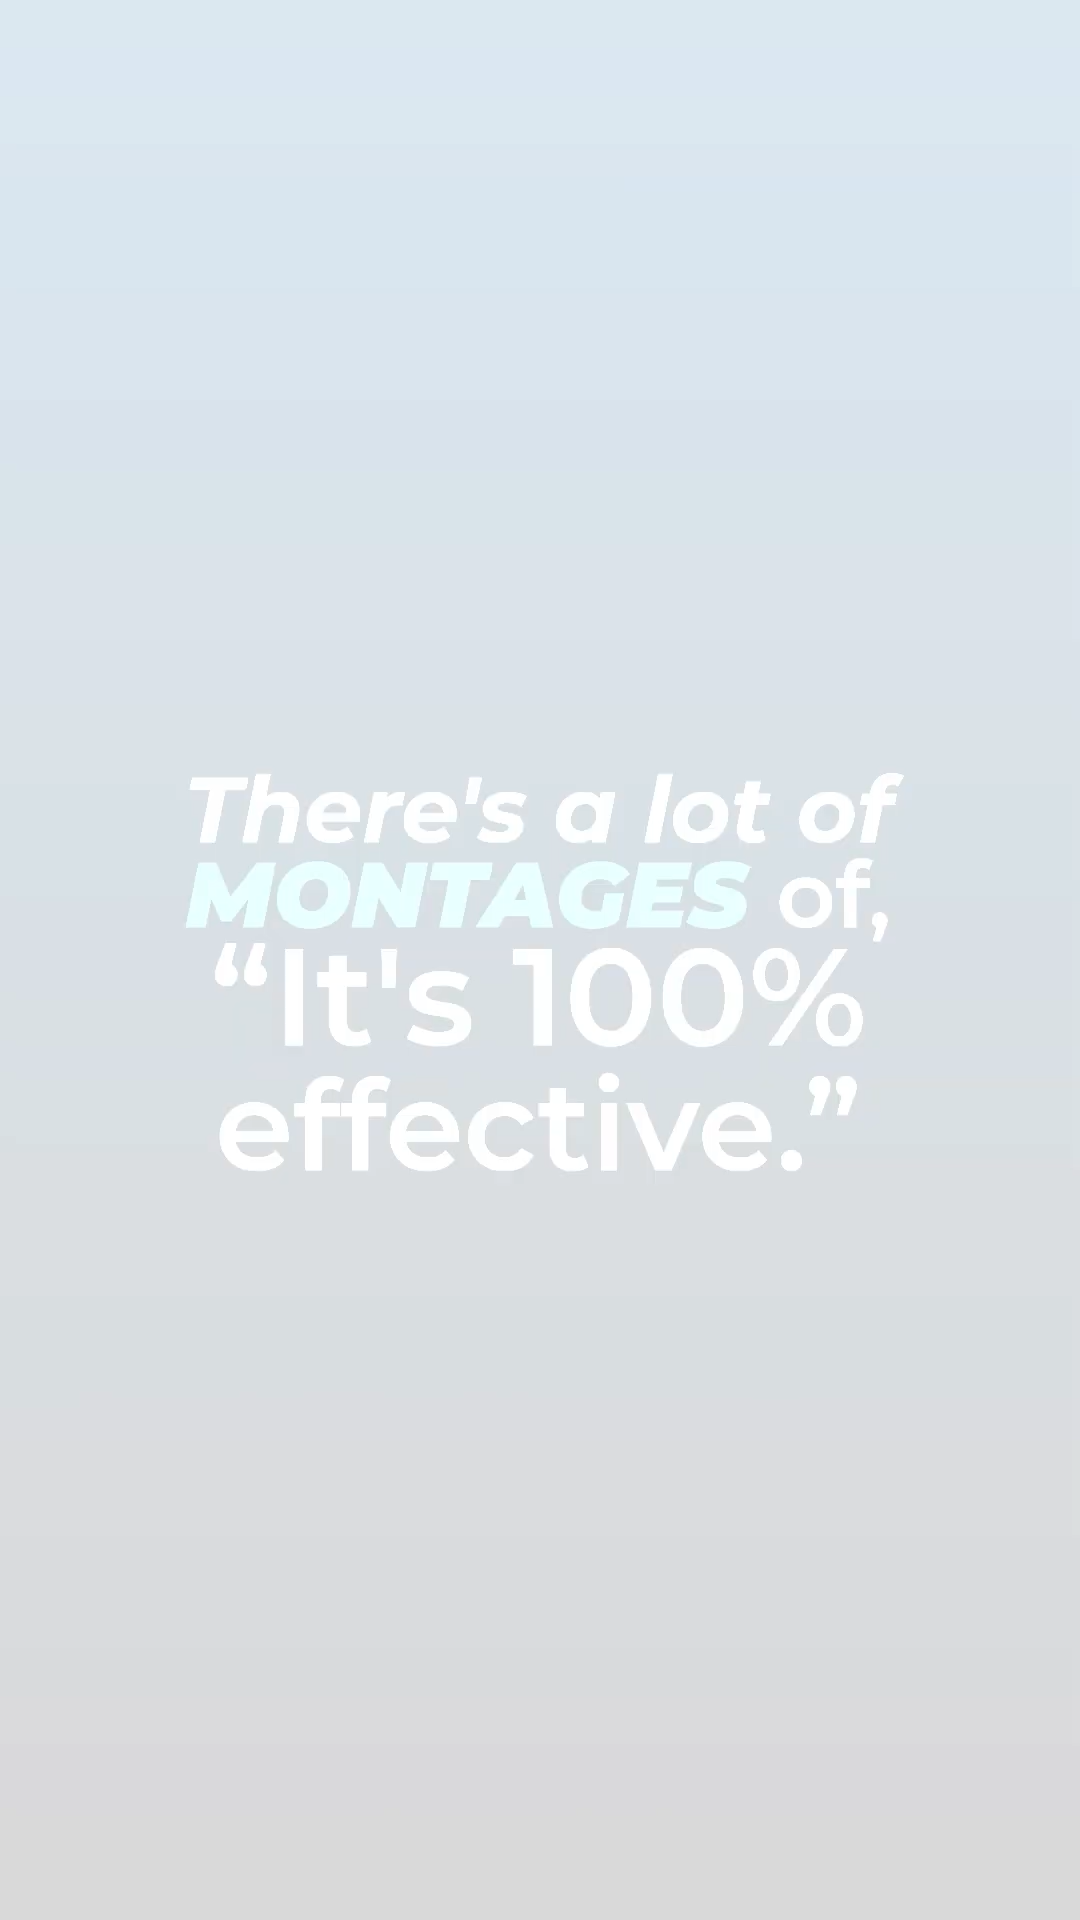 There's a lot of
MONTAGES of,
“It's 100%
effective.”